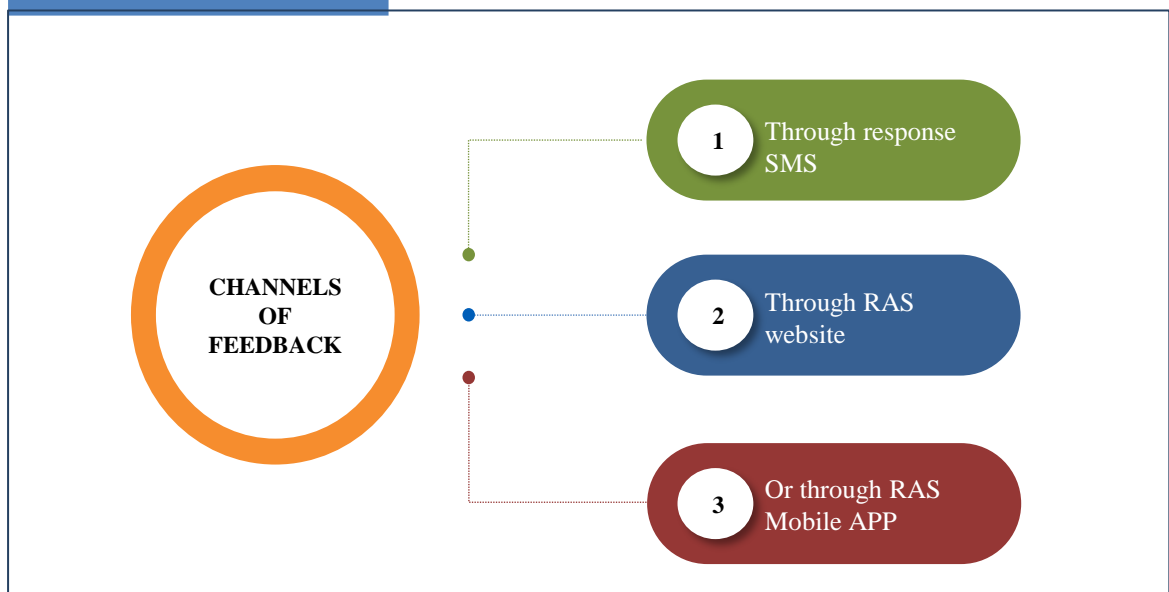 CHANNELS
OF
FEEDBACK
1
Through response
SMS
2
Through RAS
website
3
Or through RAS
Mobile APP